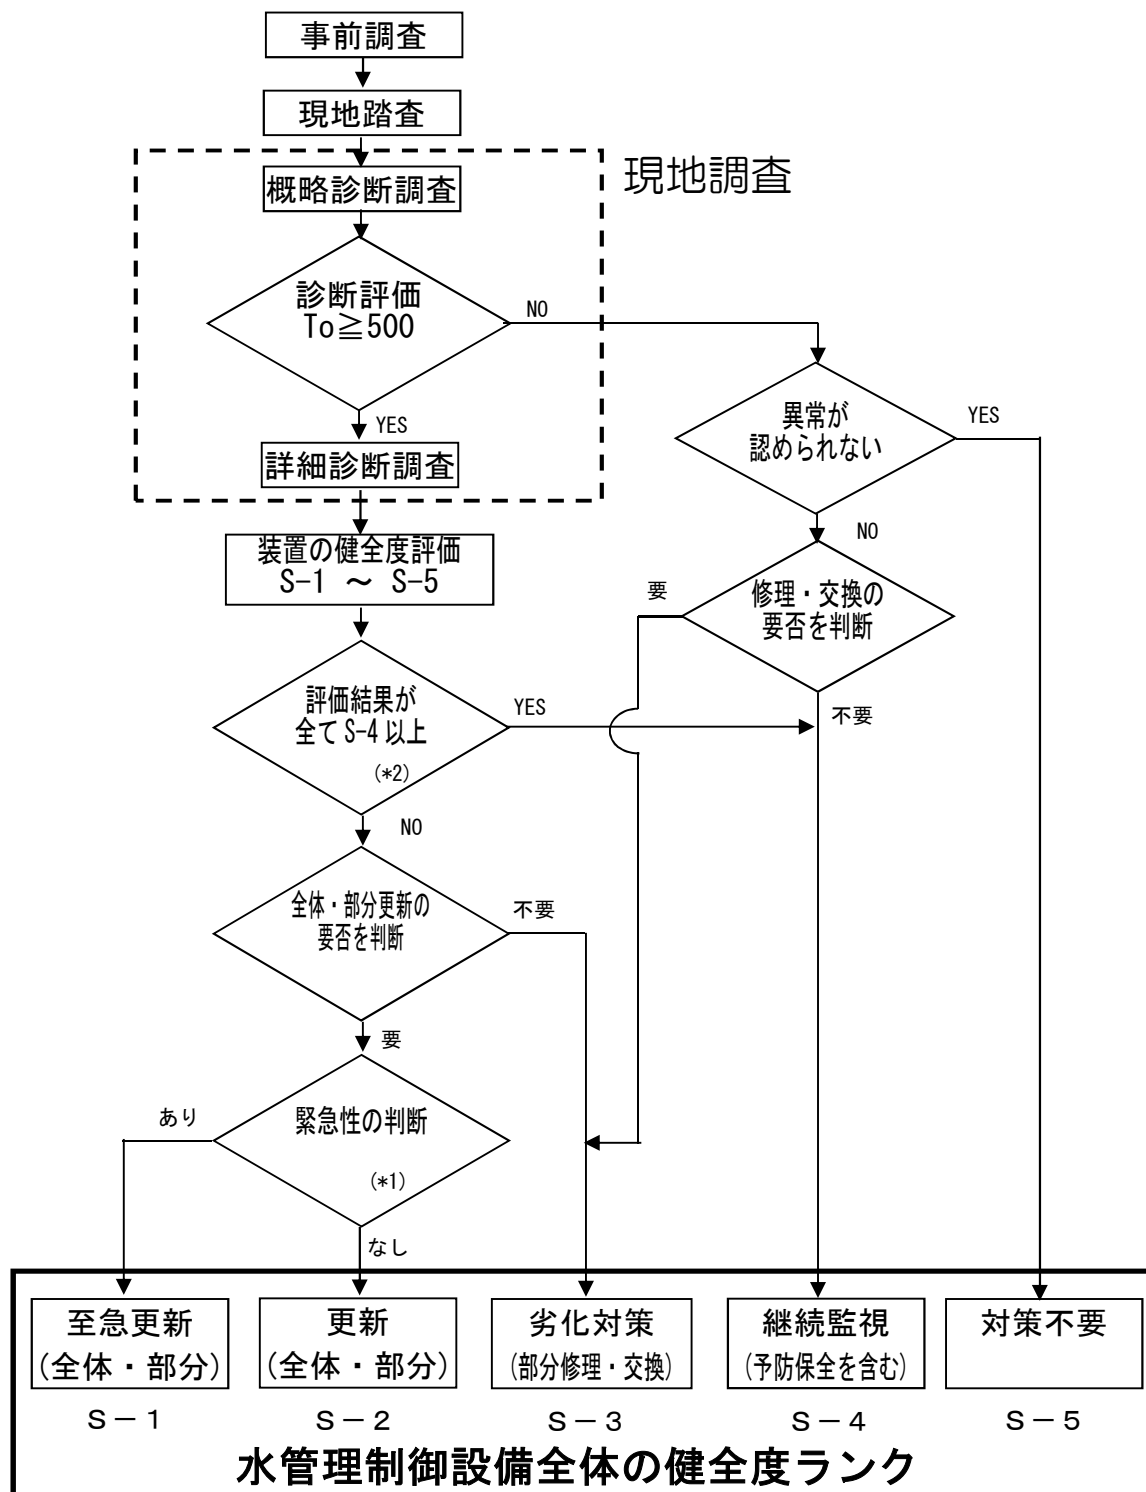 事前調査
現地踏査
現地調査
概略診断調査
診断評価
To≧500
NO
YES
詳細診断調査
異常が
認められない
YES
NO
装置の健全度評価
S-1 ～ S-5
修理・交換の
要否を判断
要
不要
評価結果が
全て S-4 以上
(*2)
YES
NO
全体・部分更新の
要否を判断
不要
要
緊急性の判断
(*1)
あり
なし
至急更新
(全体・部分)
更新
(全体・部分)
劣化対策
(部分修理・交換)
継続監視
(予防保全を含む)
対策不要
S－1
S－2
S－3
S－4
S－5
水管理制御設備全体の健全度ランク